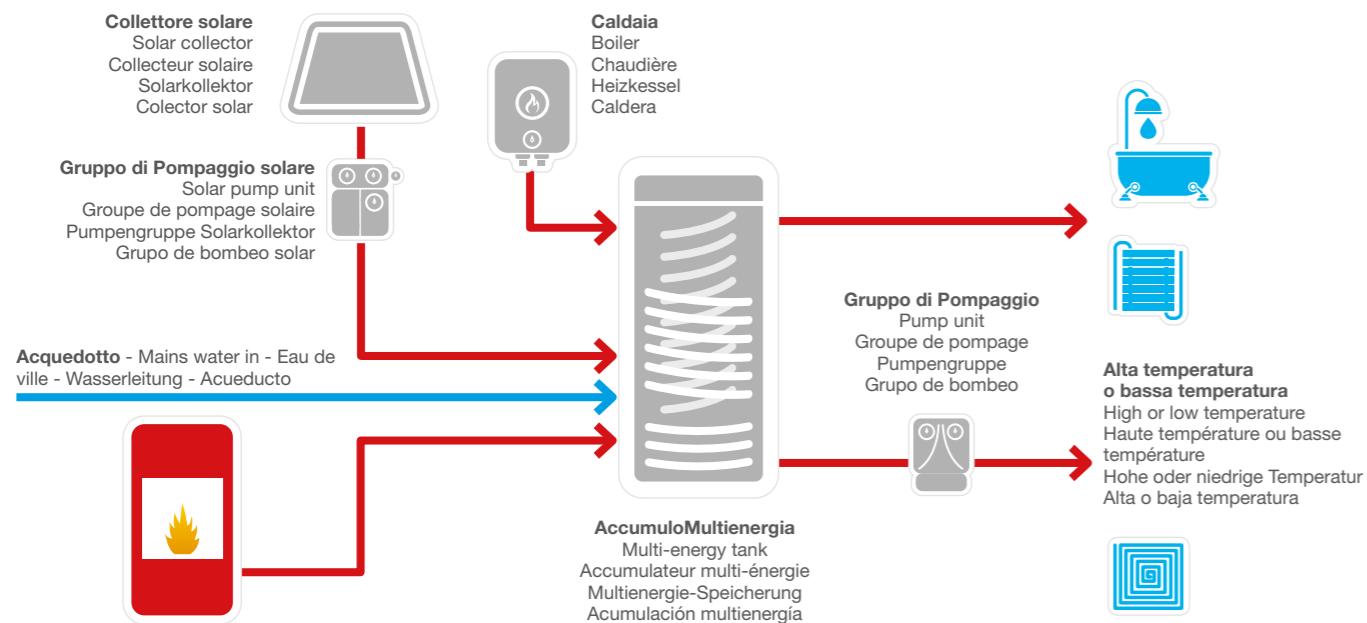 Collettore solare
Solar collector
Collecteur solaire
Solarkollektor
Colector solar
Caldaia
Boiler
Chaudière
Heizkessel
Caldera
Gruppo di Pompaggio solare
Solar pump unit
Groupe de pompage solaire
Pumpengruppe Solarkollektor
Grupo de bombeo solar
Acquedotto - Mains water in - Eau de
ville - Wasserleitung - Acueducto
Gruppo di Pompaggio
Pump unit
Groupe de pompage
Pumpengruppe
Grupo de bombeo
Alta temperatura
o bassa temperatura
High or low temperature
Haute température ou basse
température
Hohe oder niedrige Temperatur
Alta o baja temperatura
AccumuloMultienergia
Multi-energy tank
Accumulateur multi-énergie
Multienergie-Speicherung
Acumulación multienergía